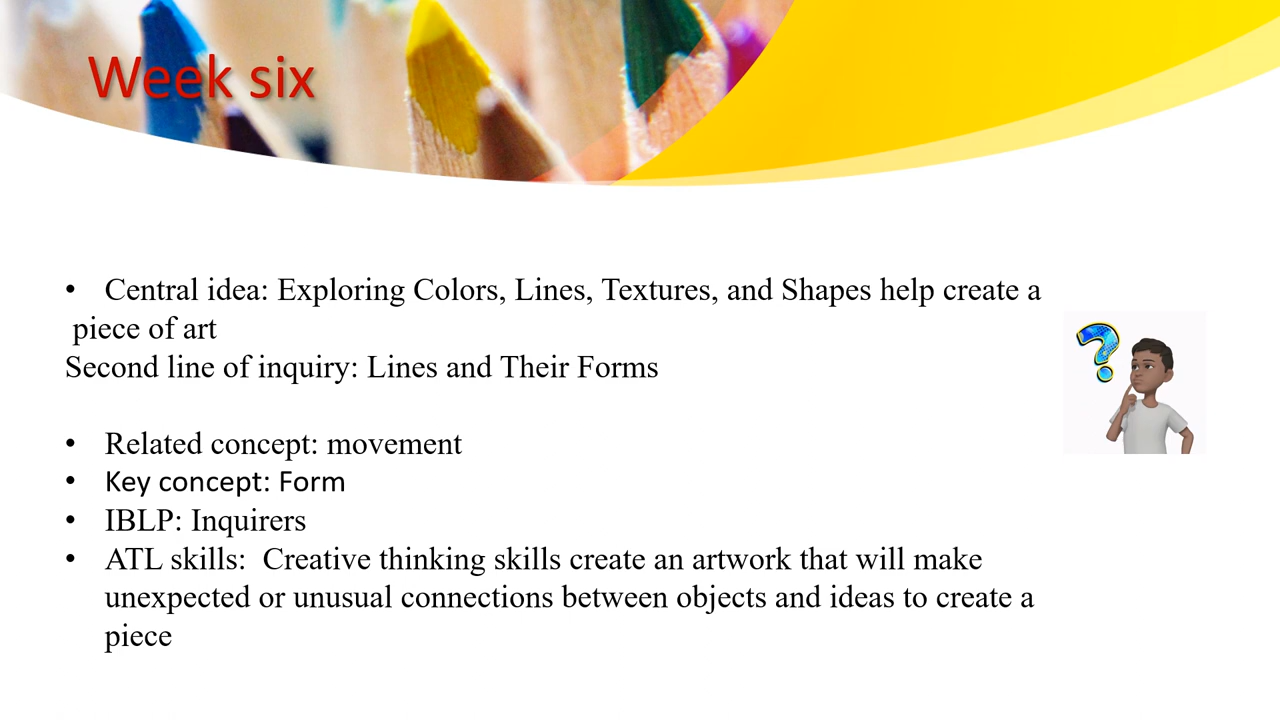 Week six
• Central idea: Exploring Colors, Lines, Textures, and Shapes help create a
piece of art
Second line of inquiry: Lines and Their Forms
• Related concept: movement
• Key concept: Form
• IBLP: Inquirers
• ATL skills:  Creative thinking skills create an artwork that will make
unexpected or unusual connections between objects and ideas to create a
piece